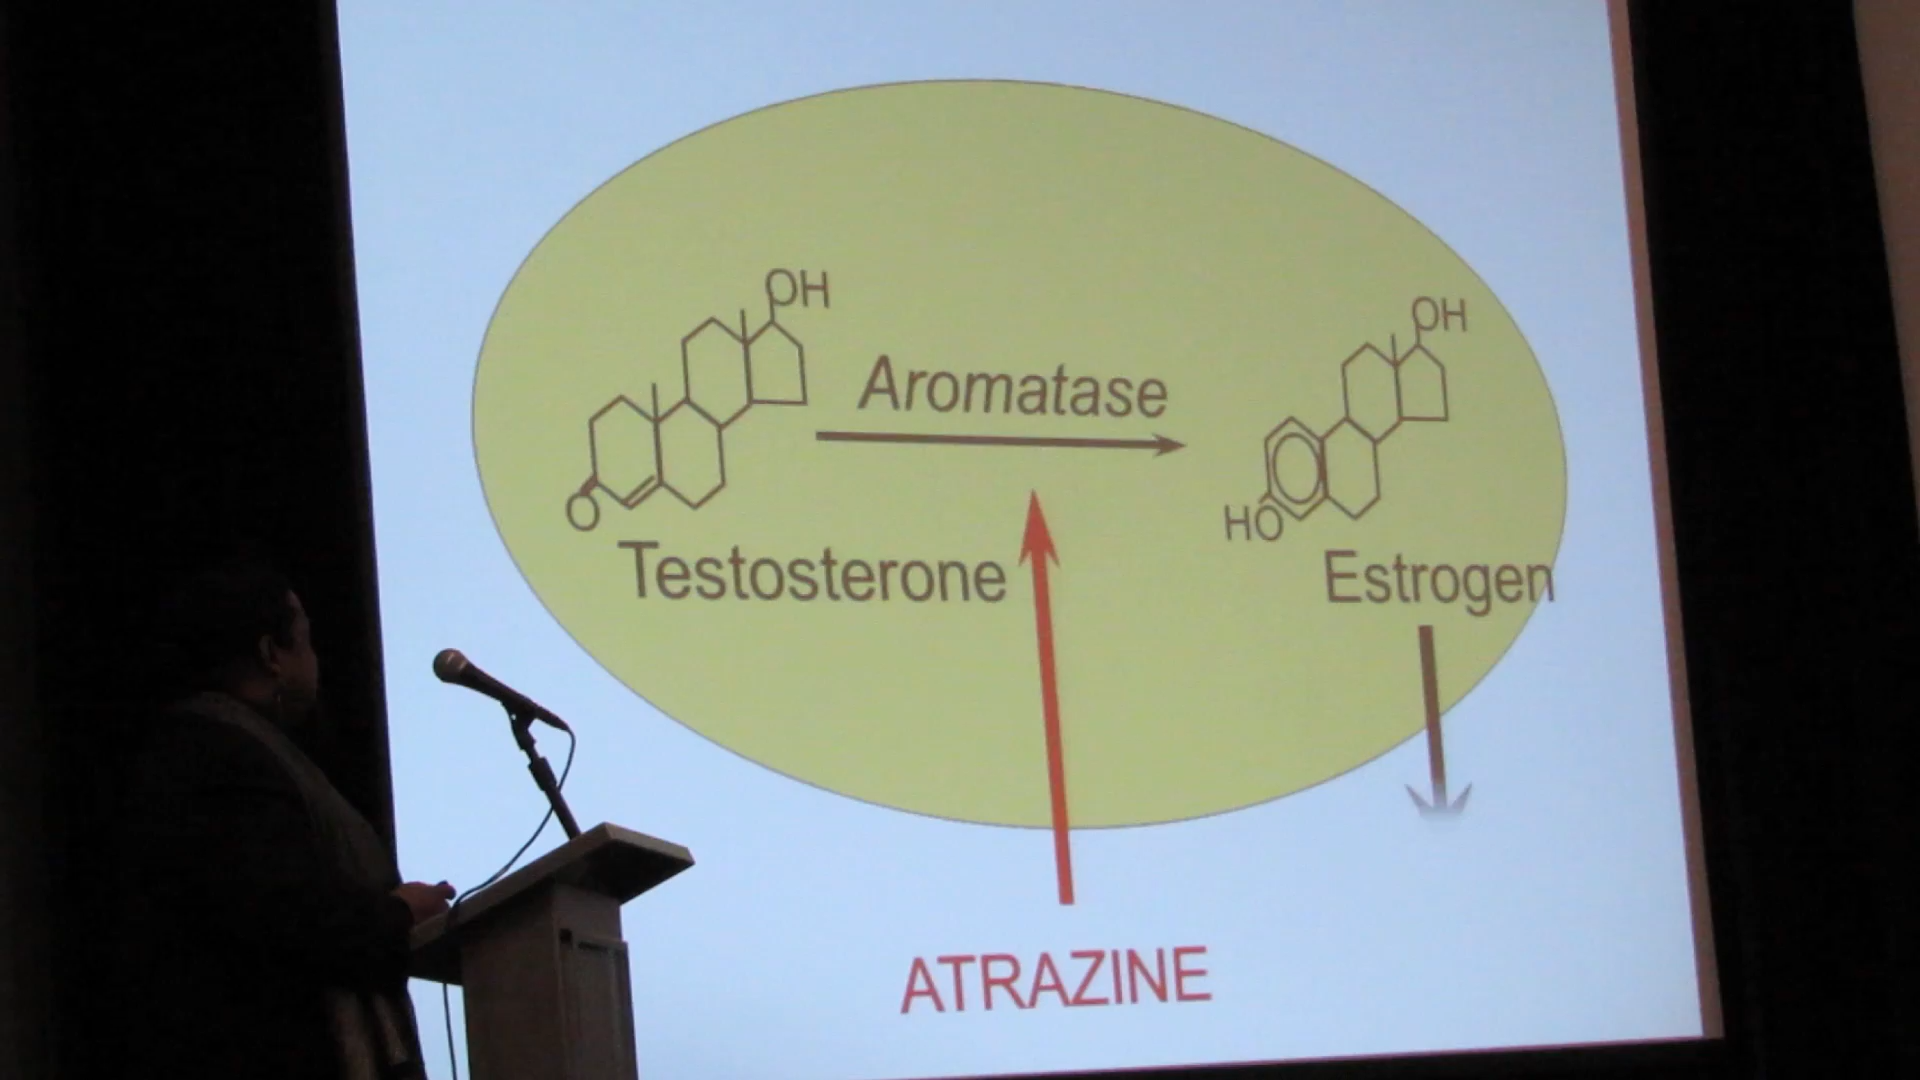 OH
OH
Aromatase
O
HO
Testosterone
Estrogen
ATRAZINE